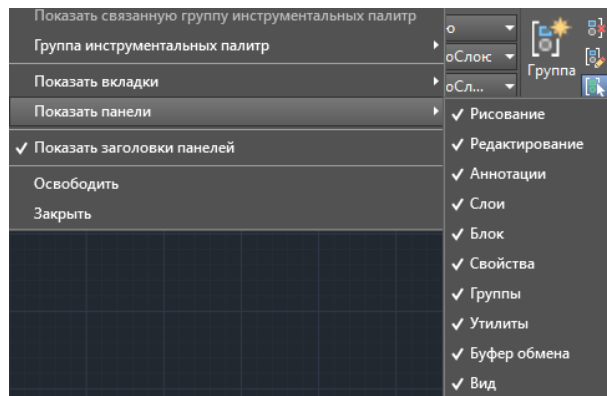 Показать связанную группу инструментальных палитр
Группа инструментальных палитр
Показать вкладки
Показать панели
Показать заголовки панелей
Освободить
Закрыть
о
оСлою
оСл...
Группа
Рисование
Редактирование
Аннотации
Слои
Блок
Свойства
Группы
Утилиты
Буфер обмена
Вид